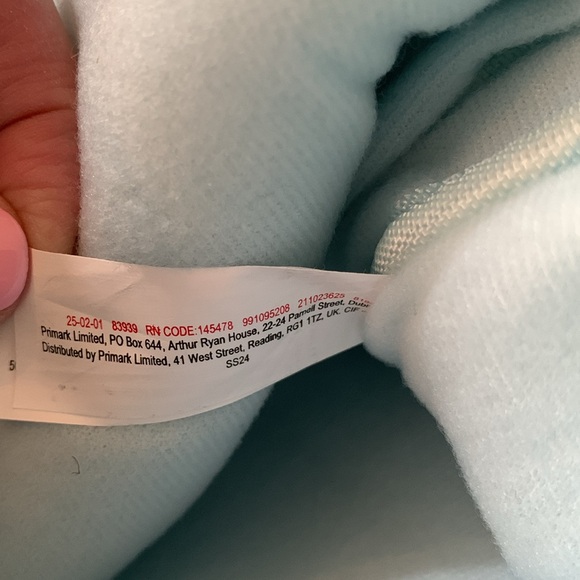 25-02-01 83939 RN CODE:145478 991095208 211023625
Primark Limited, PO Box 644, Arthur Ryan House, 22-24 Parnell Street,
Distributed by Primark Limited, 41 West Street, Reading, RG1 1TZ, UK.
SS24
5